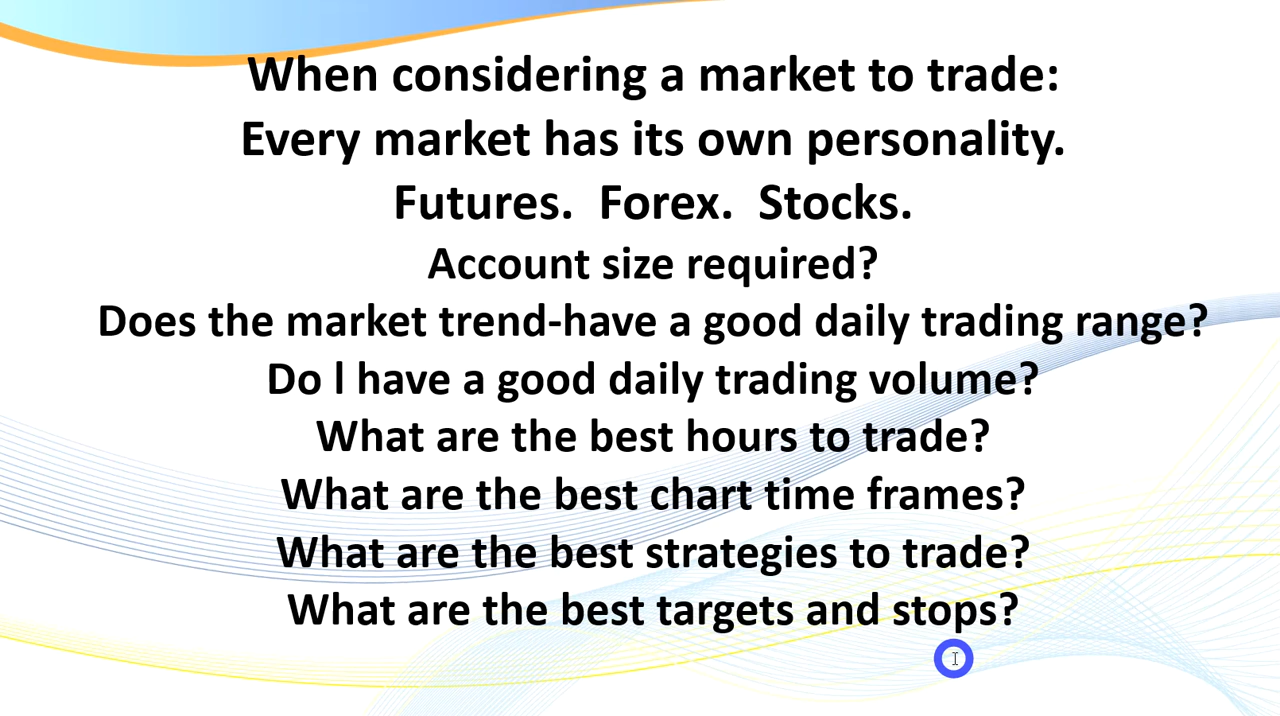 When considering a market to trade:
Every market has its own personality.
Futures.  Forex.  Stocks.
Account size required?
Does the market trend-have a good daily trading range?
Do l have a good daily trading volume?
What are the best hours to trade?
What are the best chart time frames?
What are the best strategies to trade?
What are the best targets and stops?